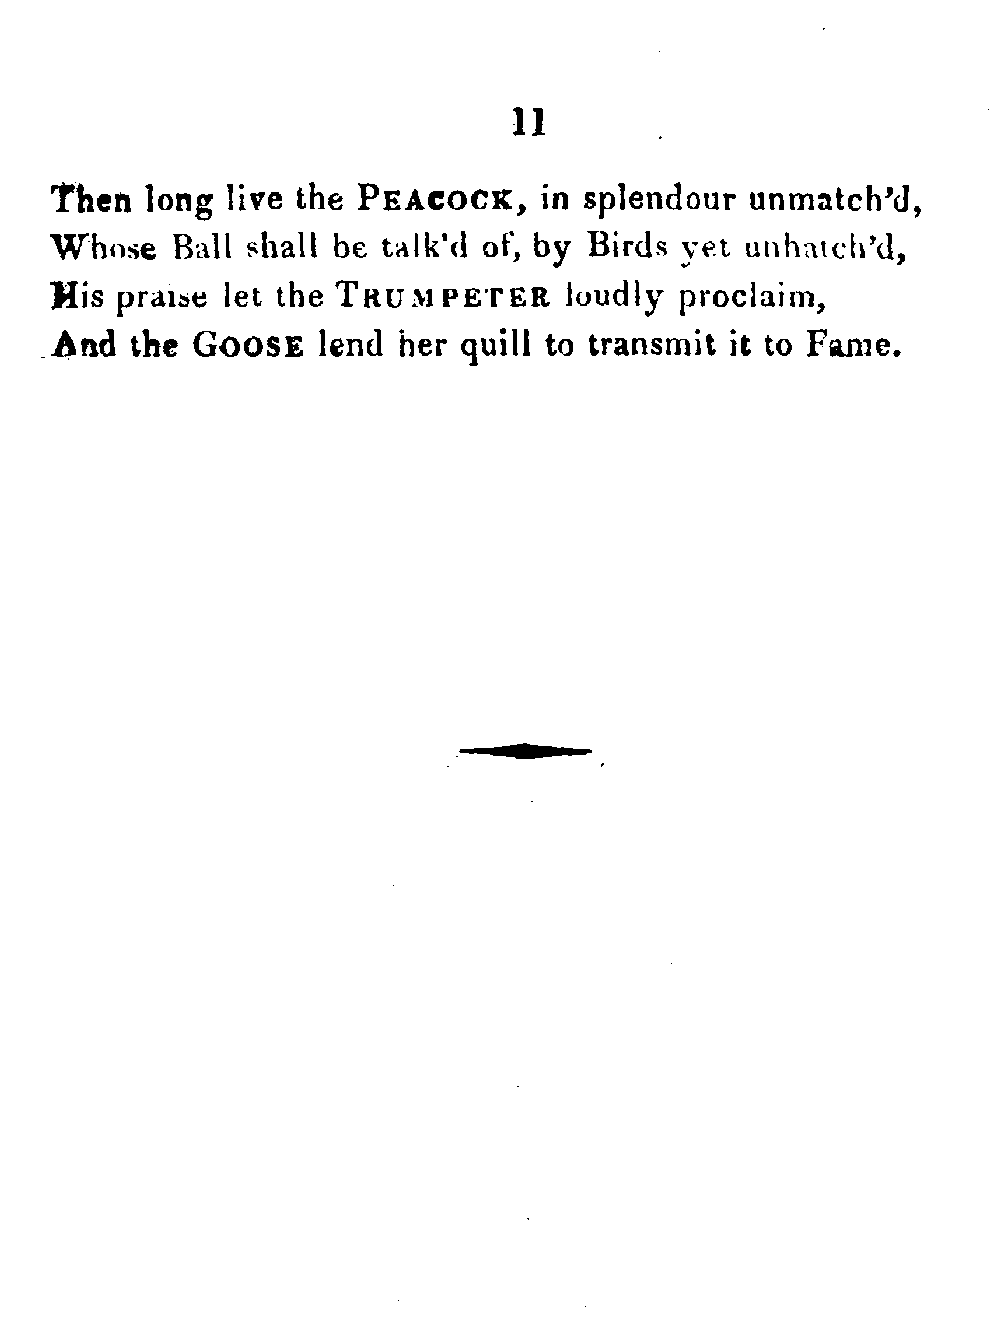 11
Then long live the PEACOCK, in splendour unmatch'd,
Whose Ball shall be talk'd of, by Birds yet unhatch'd,
His praise let the TRUMPETER loudly proclaim,
And the GOOSE lend her quill to transmit it to Fame.